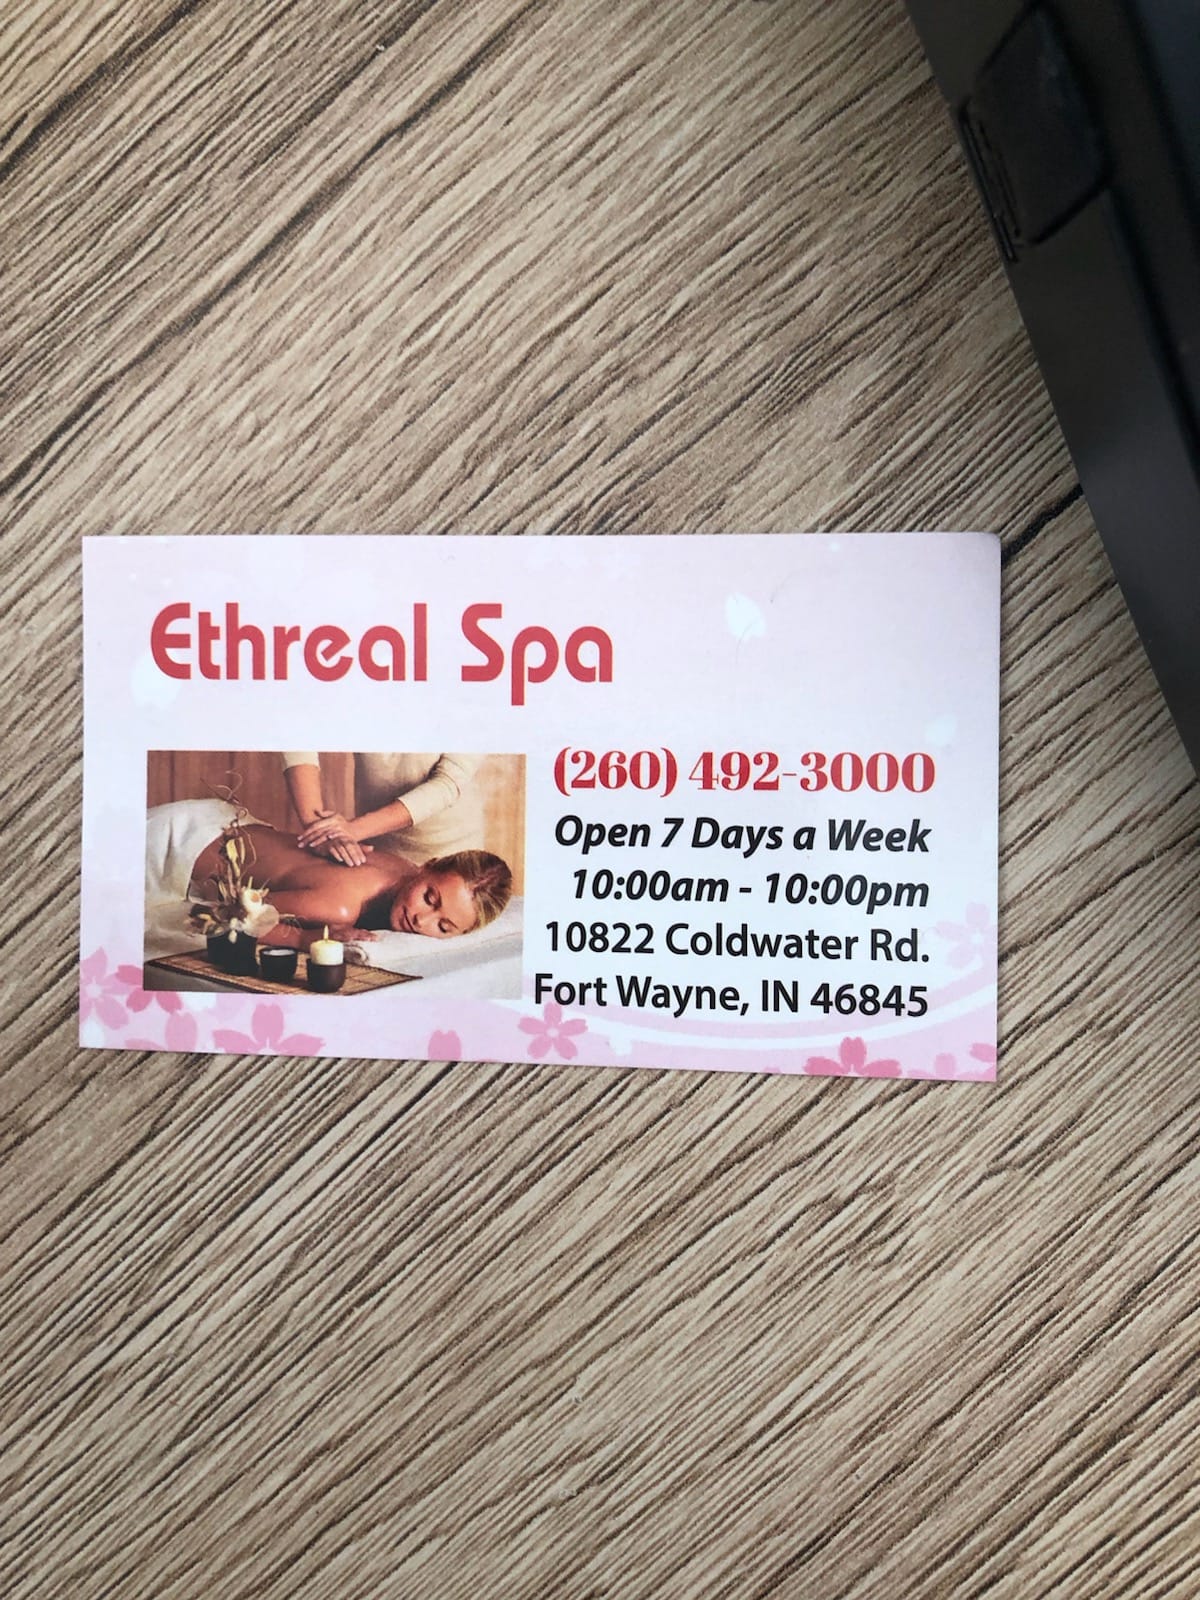 Ethreal Spa
(260) 492-3000
Open 7 Days a Week
10:00am - 10:00pm
10822 Coldwater Rd.
Fort Wayne, IN 46845